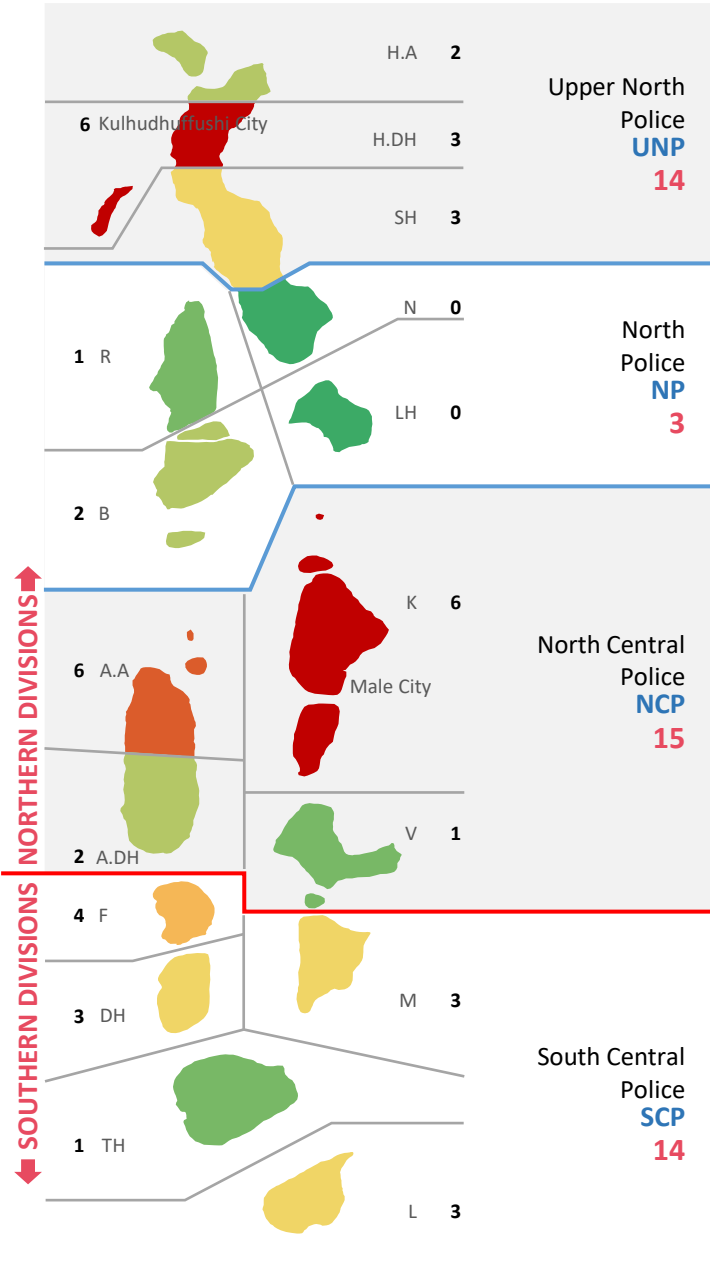 H.A 2
Upper North
Police
UNP
14
6 Kulhudhuffushi City
H.DH 3
SH 3
N 0
North
Police
NP
3
1 R
LH 0
2 B
K 6
Male City
North Central
Police
NCP
15
6 A.A
V 1
2 A.DH
NORTHERN DIVISIONS
SOUTHERN DIVISIONS
4 F
3 DH
M 3
South Central
Police
SCP
14
1 TH
L 3